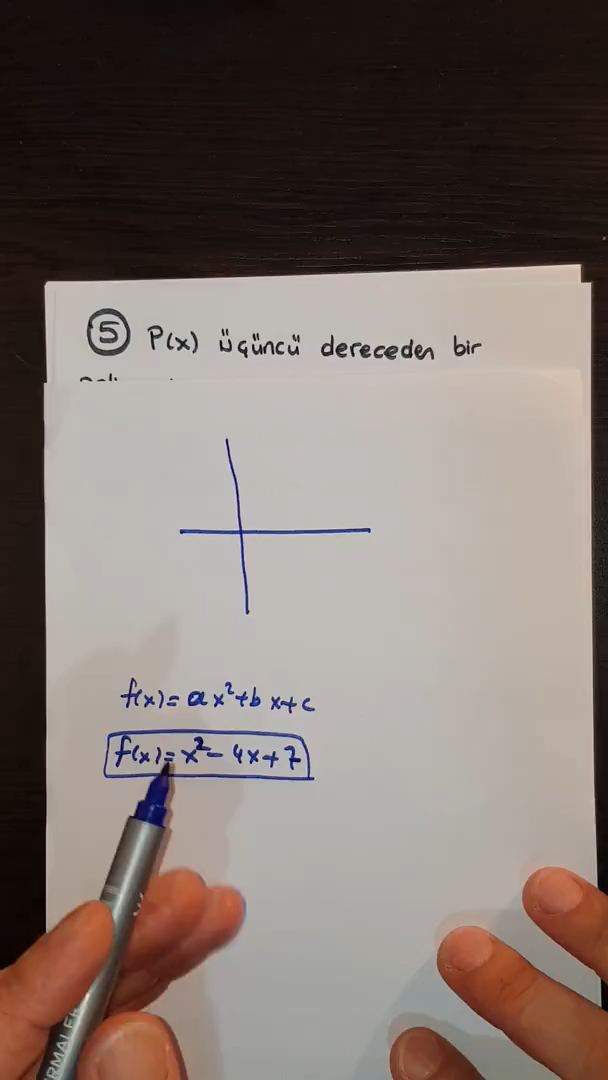 5 P(x) üçüncü dereceden bir
f(x)= ax²+bx+c
f(x)=x²-4x+7